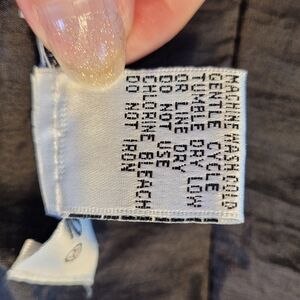 MACHINE WASH COLD
GENTLE CYCLE
TUMBLE DRY LOW
OR LINE DRY
DO NOT USE
CHLORINE BLEACH
DO NOT IRON